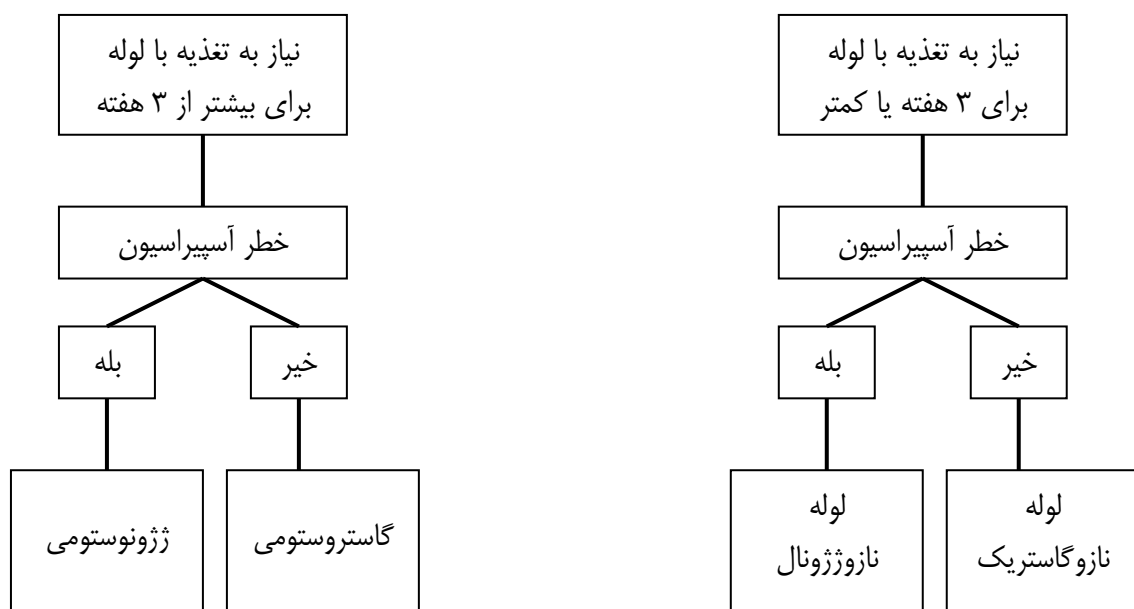 نیاز به تغذیه با لوله
برای ۳ هفته یا کمتر
خطر آسپیراسیون
خیر
بله
لوله
نازوگاستریک
لوله
نازوژژونال
نیاز به تغذیه با لوله
برای بیشتر از ۳ هفته
خطر آسپیراسیون
خیر
بله
گاستروستومی
ژژونوستومی